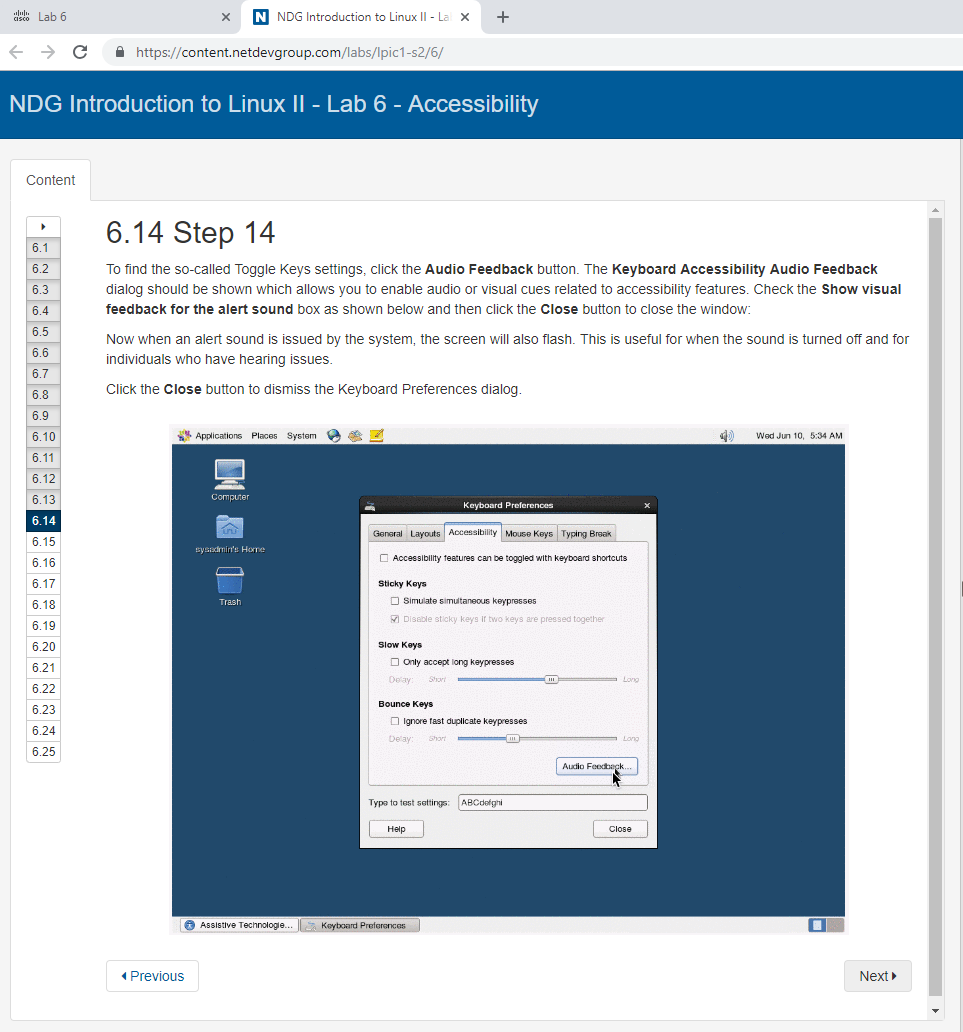 Lab 6
NDG Introduction to Linux II - La
https://content.netdevgroup.com/labs/lpic1-s2/6/
NDG Introduction to Linux II - Lab 6 - Accessibility
Content
6.1
6.2
6.3
6.4
6.5
6.6
6.7
6.8
6.9
6.10
6.11
6.12
6.13
6.14
6.15
6.16
6.17
6.18
6.19
6.20
6.21
6.22
6.23
6.24
6.25
6.14 Step 14
To find the so-called Toggle Keys settings, click the Audio Feedback button. The Keyboard Accessibility Audio Feedback
dialog should be shown which allows you to enable audio or visual cues related to accessibility features. Check the Show visual
feedback for the alert sound box as shown below and then click the Close button to close the window:
Now when an alert sound is issued by the system, the screen will also flash. This is useful for when the sound is turned off and for
individuals who have hearing issues.
Click the Close button to dismiss the Keyboard Preferences dialog.
Applications Places System Wed Jun 10, 5:34 AM
Computer
sysadmin's Home
Trash
Keyboard Preferences
General Layouts Accessibility Mouse Keys Typing Break
Accessibility features can be toggled with keyboard shortcuts
Sticky Keys
Simulate simultaneous keypresses
Disable sticky keys if two keys are pressed together
Slow Keys
Only accept long keypresses
Delay: Short Long
Bounce Keys
Ignore fast duplicate keypresses
Delay: Short Long
Audio Feedback...
Type to test settings: ABCdefghi
Help Close
Assistive Technologie... Keyboard Preferences
Previous Next